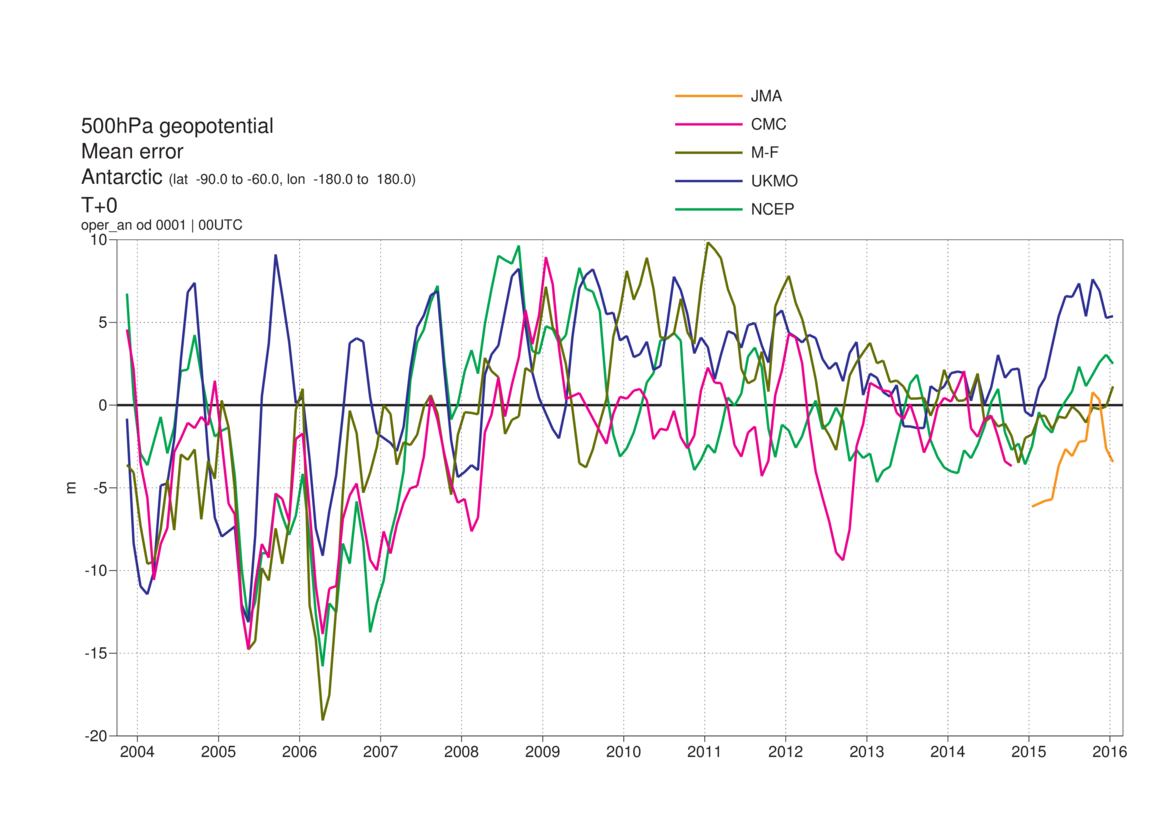 JMA
CMC
M-F
UKMO
NCEP
500hPa geopotential
Mean error
Antarctic (lat -90.0 to -60.0, lon -180.0 to 180.0)
T+0
oper_an od 0001 | 00UTC
10
5
0
-5
-10
-15
-20
m
2004 2005 2006 2007 2008 2009 2010 2011 2012 2013 2014 2015 2016